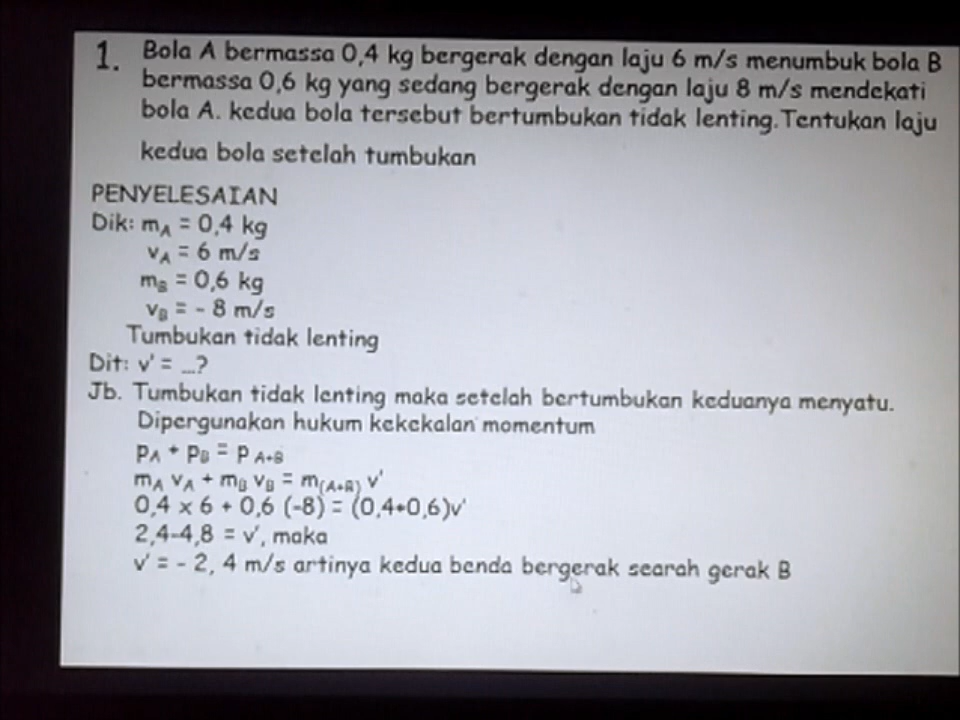 1. Bola A bermassa 0,4 kg bergerak dengan laju 6 m/s menumbuk bola B
bermassa 0,6 kg yang sedang bergerak dengan laju 8 m/s mendekati
bola A. kedua bola tersebut bertumbukan tidak lenting. Tentukan laju
kedua bola setelah tumbukan
PENYELESAIAN
Dik: mA = 0,4 kg
vA = 6 m/s
mB = 0,6 kg
vB = - 8 m/s
Tumbukan tidak lenting
Dit: v' = ...?
Jb. Tumbukan tidak lenting maka setelah bertumbukan keduanya menyatu.
Dipergunakan hukum kekekalan momentum
pA + pB = p A+B
mA vA + mB vB = m(A+B) v'
0,4 x 6 + 0,6 (-8) = (0,4+0,6)v'
2,4-4,8 = v', maka
v' = - 2, 4 m/s artinya kedua benda bergerak searah gerak B